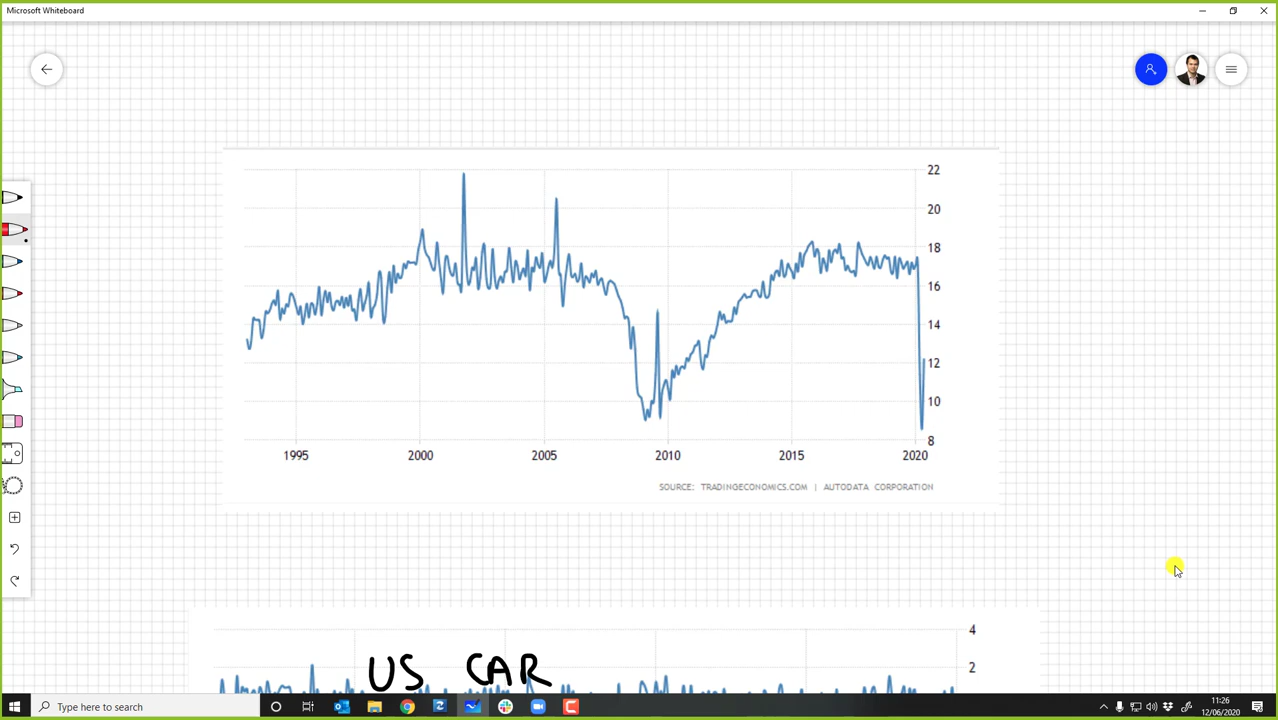 Microsoft Whiteboard
22
20
18
16
14
12
10
8
1995 2000 2005 2010 2015 2020
SOURCE: TRADINGECONOMICS.COM | AUTODATA CORPORATION
4
2
US CAR
Type here to search
11:26
12/06/2020